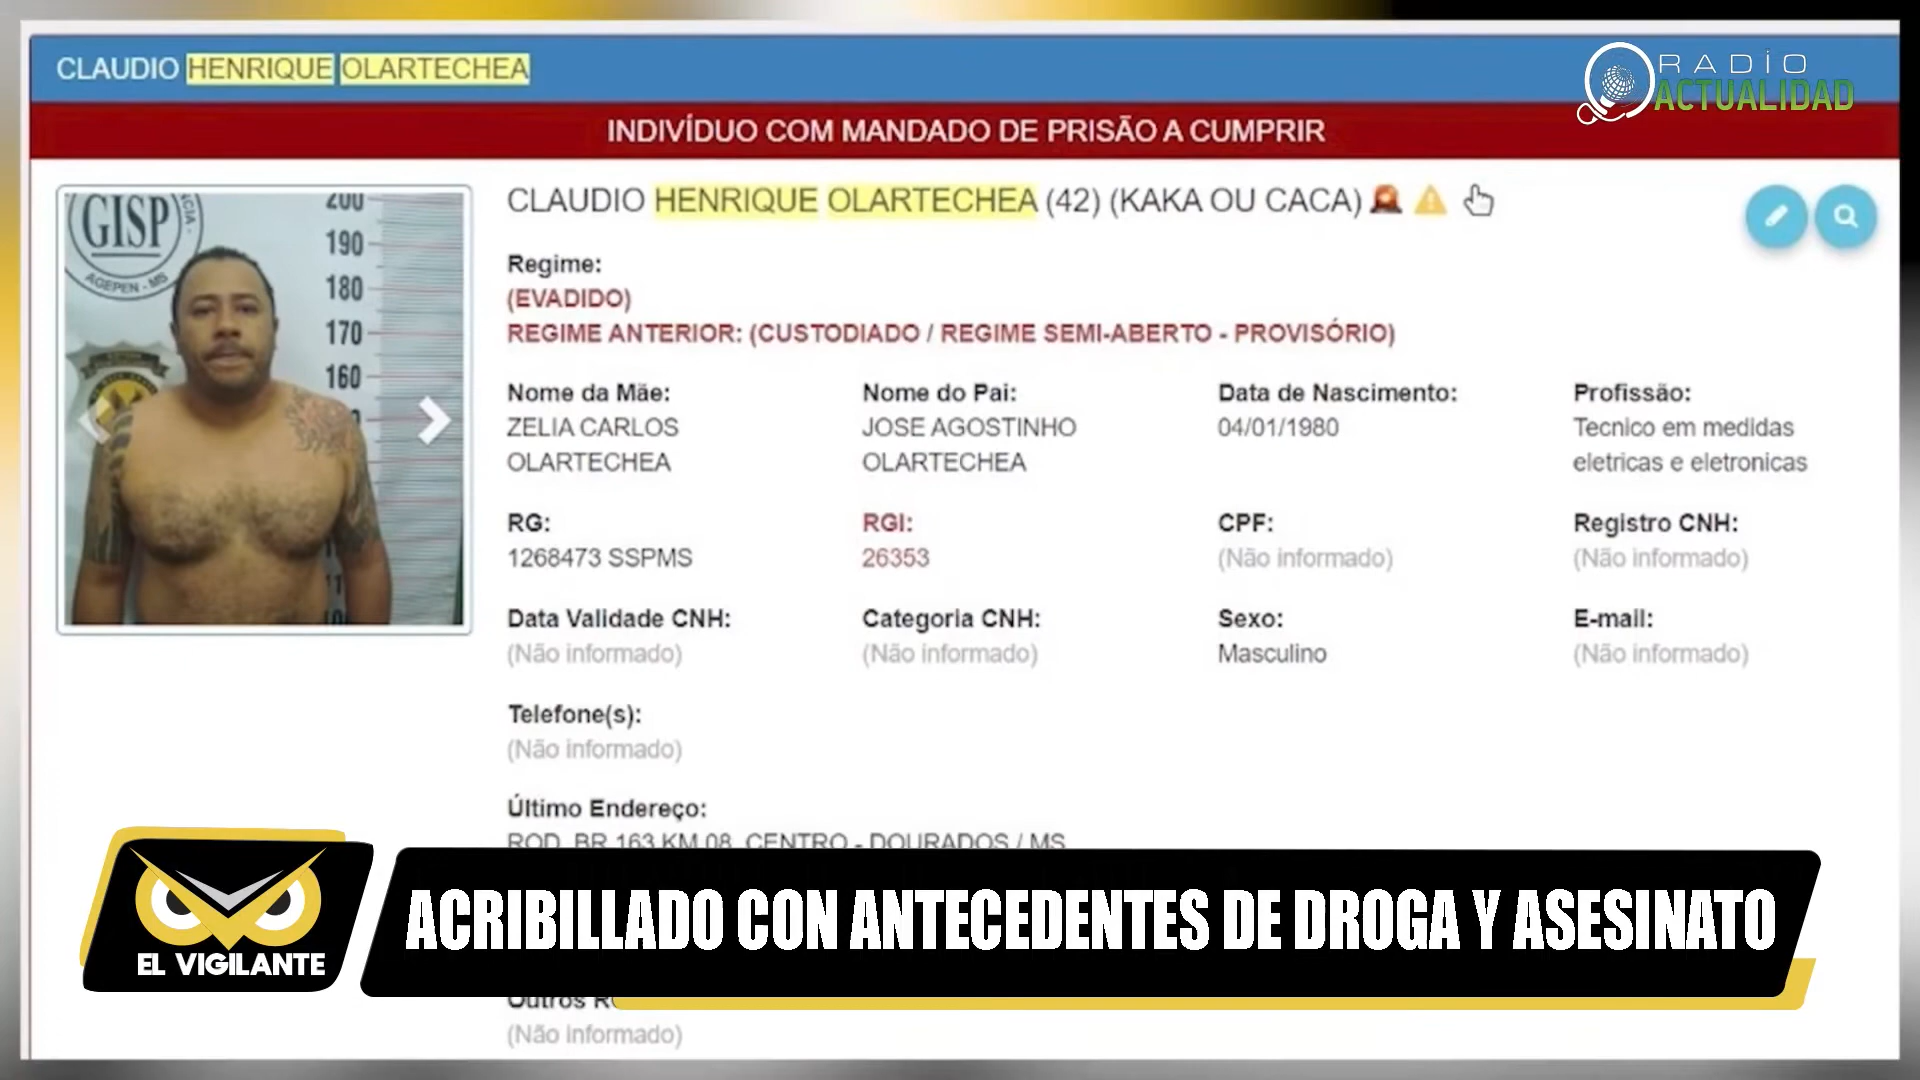 CLAUDIO HENRIQUE OLARTECHEA
RADIO
ACTUALIDAD
INDIVÍDUO COM MANDADO DE PRISÃO A CUMPRIR
CLAUDIO HENRIQUE OLARTECHEA (42) (KAKA OU CACA)
GISP
AGEPEN - MS
200
190
180
170
160
Regime:
(EVADIDO)
REGIME ANTERIOR: (CUSTODIADO / REGIME SEMI-ABERTO - PROVISÓRIO)
Nome da Mãe:
ZELIA CARLOS
OLARTECHEA
Nome do Pai:
JOSE AGOSTINHO
OLARTECHEA
Data de Nascimento:
04/01/1980
Profissão:
Tecnico em medidas
eletricas e eletronicas
RG:
1268473 SSPMS
RGI:
26353
CPF:
(Não informado)
Registro CNH:
(Não informado)
Data Validade CNH:
(Não informado)
Categoria CNH:
(Não informado)
Sexo:
Masculino
E-mail:
(Não informado)
Telefone(s):
(Não informado)
Último Endereço:
ROD. BR 163 KM 08, CENTRO - DOURADOS / MS
EL VIGILANTE
ACRIBILLADO CON ANTECEDENTES DE DROGA Y ASESINATO
Outros
(Não informado)